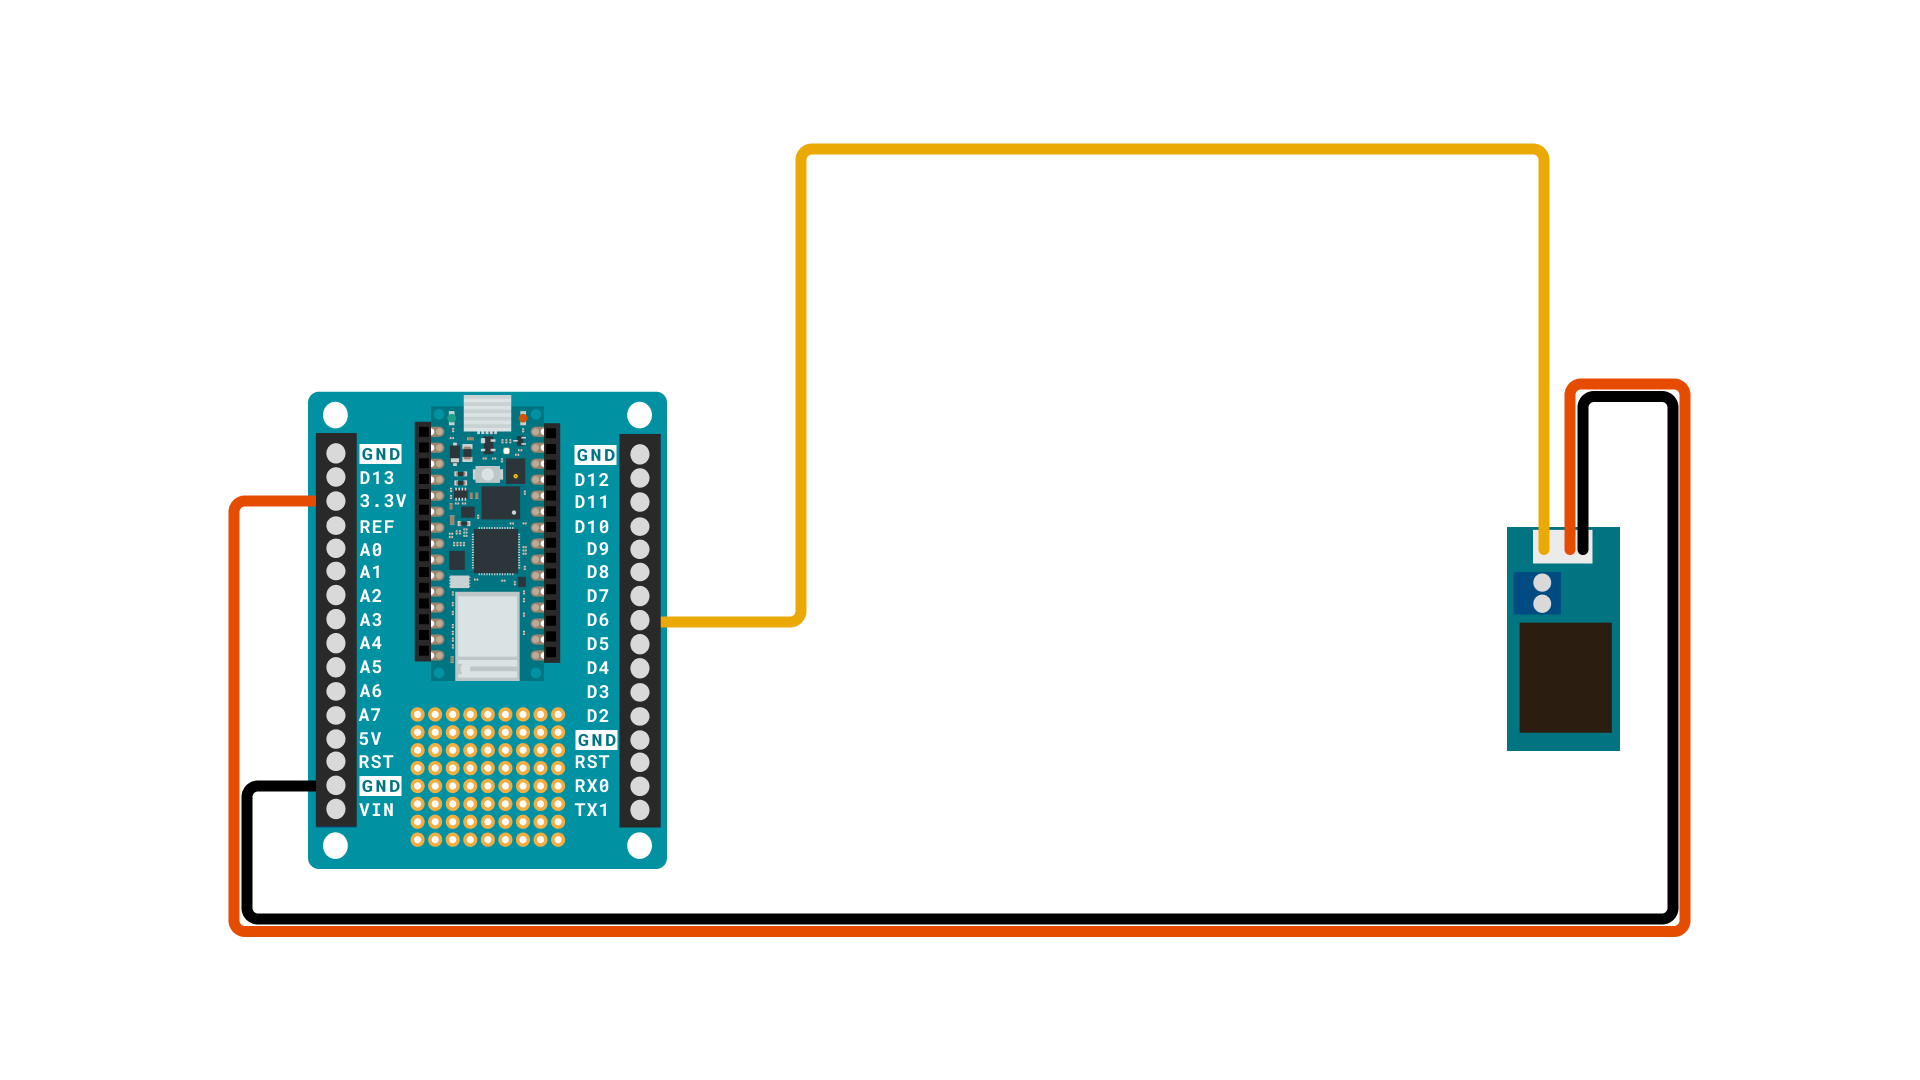 GND
D13
3.3V
REF
A0
A1
A2
A3
A4
A5
A6
A7
5V
RST
GND
VIN
GND
D12
D11
D10
D9
D8
D7
D6
D5
D4
D3
D2
GND
RST
RX0
TX1